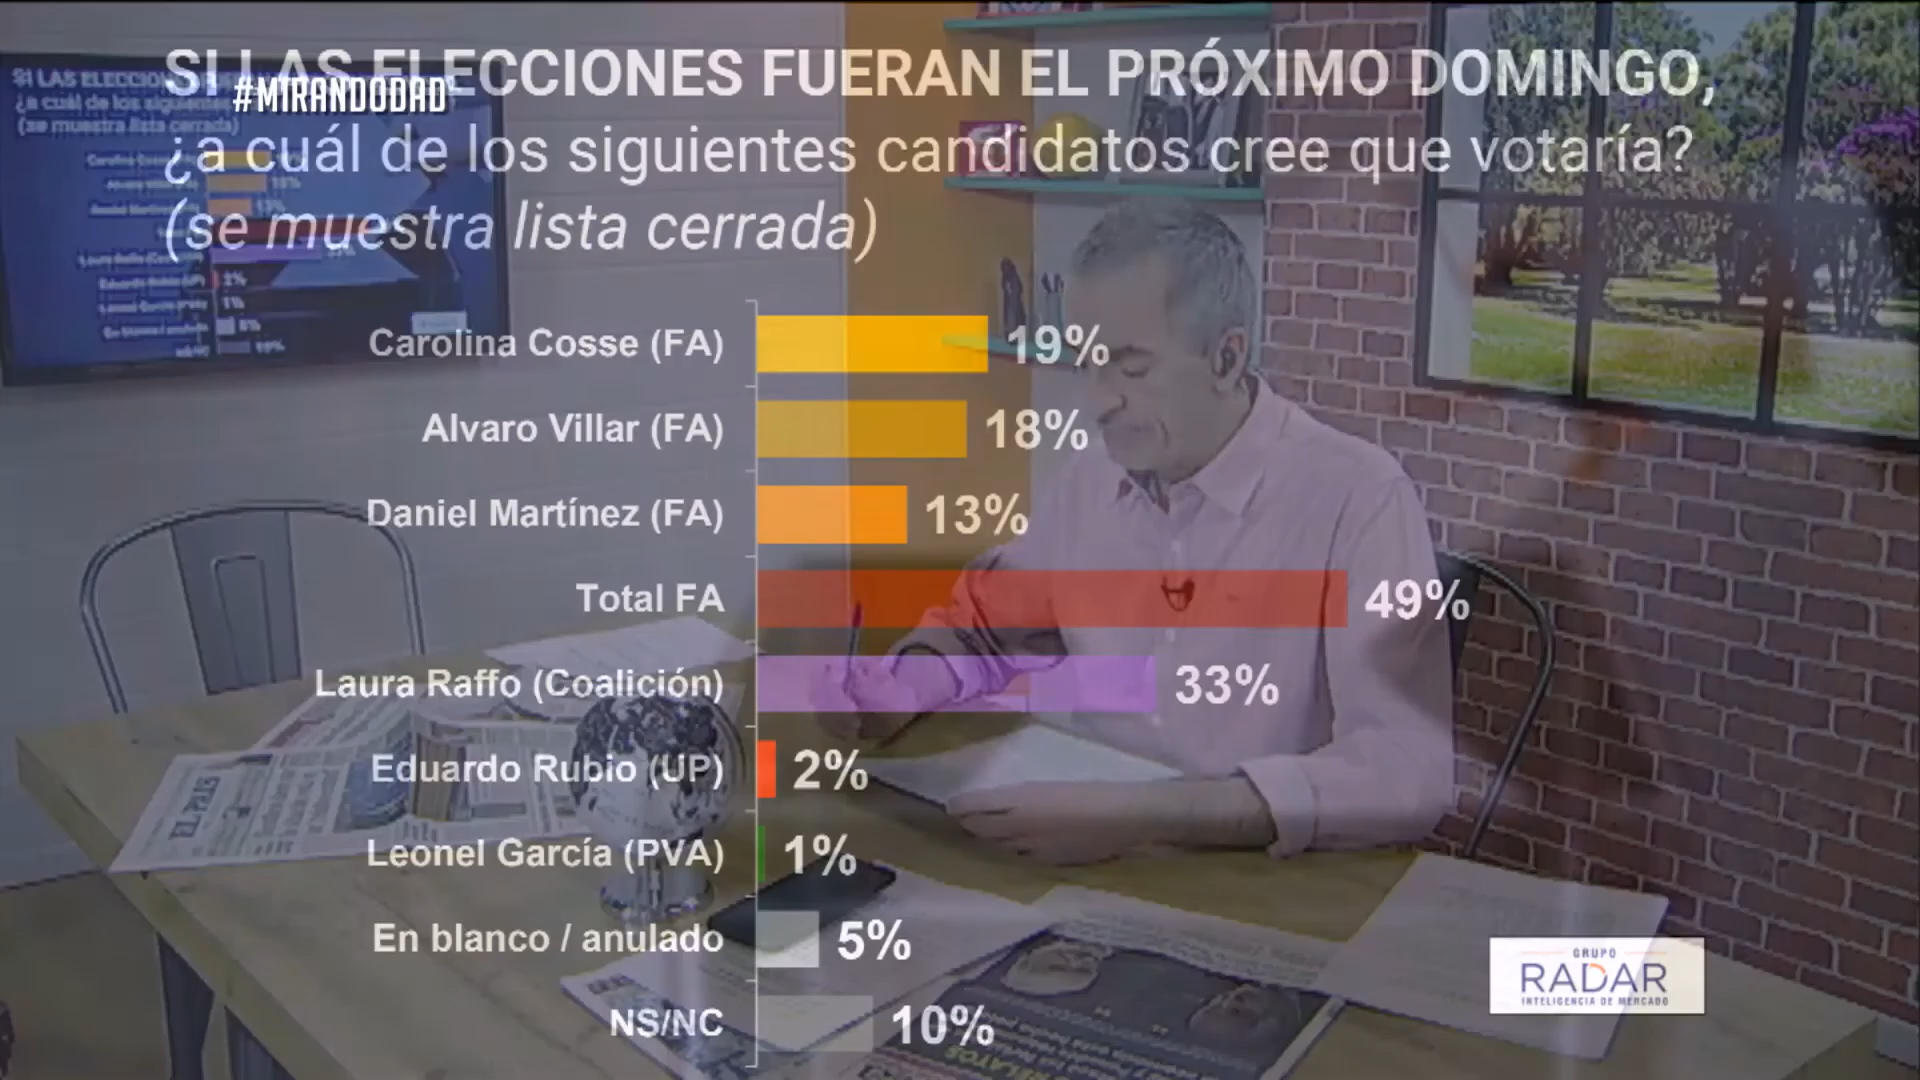 SI LAS ELECCIONES FUERAN EL PRÓXIMO DOMINGO,
#MIRANDODAD
¿a cuál de los siguientes candidatos cree que votaría?
(se muestra lista cerrada)
Carolina Cosse (FA) 19%
Alvaro Villar (FA) 18%
Daniel Martínez (FA) 13%
Total FA 49%
Laura Raffo (Coalición) 33%
Eduardo Rubio (UP) 2%
Leonel García (PVA) 1%
En blanco / anulado 5%
NS/NC 10%
GRUPO
RADAR
INTELIGENCIA DE MERCADO
EL PAIS